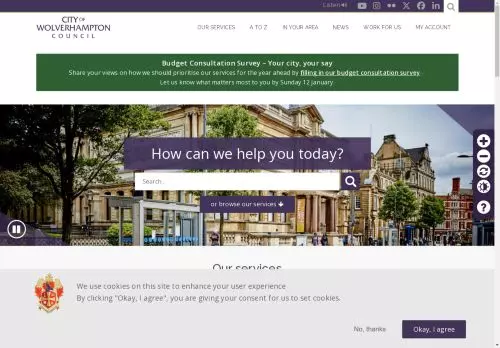 Listen
CITY OF
WOLVERHAMPTON
COUNCIL
OUR SERVICES
A TO Z
IN YOUR AREA
NEWS
WORK FOR US
MY ACCOUNT
Budget Consultation Survey – Your city, your say
Share your views on how we should prioritise our services for the year ahead by filling in our budget consultation survey.
Let us know what matters most to you by Sunday 12 January
How can we help you today?
Search...
or browse our services
Our services
We use cookies on this site to enhance your user experience
By clicking "Okay, I agree", you are giving your consent for us to set cookies.
No, thanks
Okay, I agree